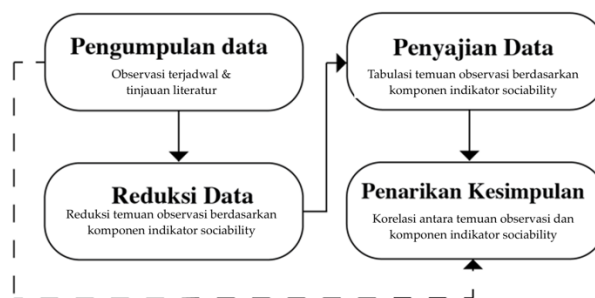 Pengumpulan data
Observasi terjadwal &
tinjauan literatur
Reduksi Data
Reduksi temuan observasi berdasarkan
komponen indikator sociability
Penyajian Data
Tabulasi temuan observasi berdasarkan
komponen indikator sociability
Penarikan Kesimpulan
Korelasi antara temuan observasi dan
komponen indikator sociability